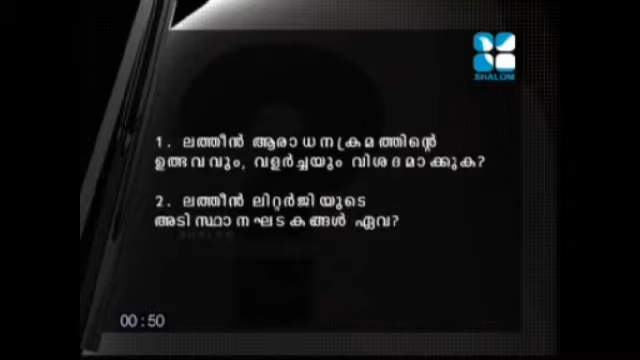 SHALOM
1. ലത്തീൻ ആരാധനക്രമത്തിന്റെ
ഉത്ഭവവും, വളർച്ചയും വിശദമാക്കുക?
2. ലത്തീൻ ലിറ്റർജിയുടെ
അടിസ്ഥാനഘടകങ്ങൾ ഏവ?
SHALOM
00:50